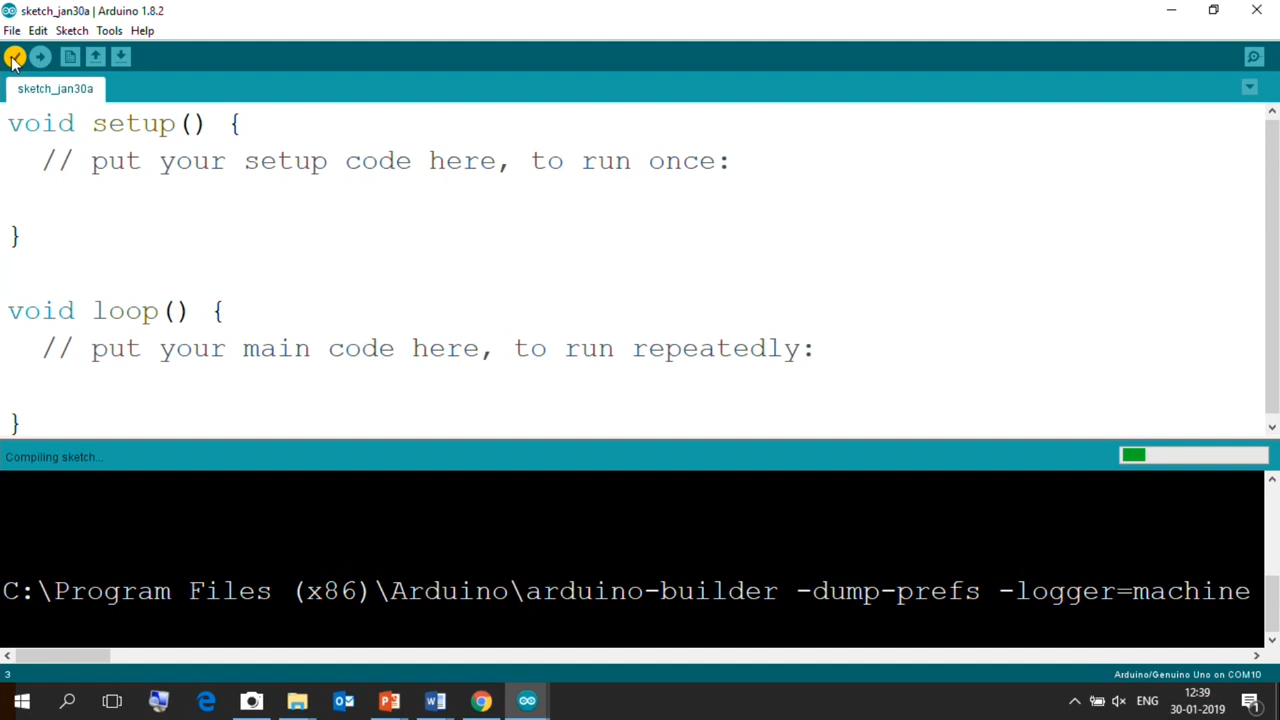 sketch_jan30a | Arduino 1.8.2
File Edit Sketch Tools Help
sketch_jan30a
void setup() {
// put your setup code here, to run once:
}
void loop() {
// put your main code here, to run repeatedly:
}
Compiling sketch...
C:\Program Files (x86)\Arduino\arduino-builder -dump-prefs -logger=machine
3
Arduino/Genuino Uno on COM10
ENG
12:39
30-01-2019
1